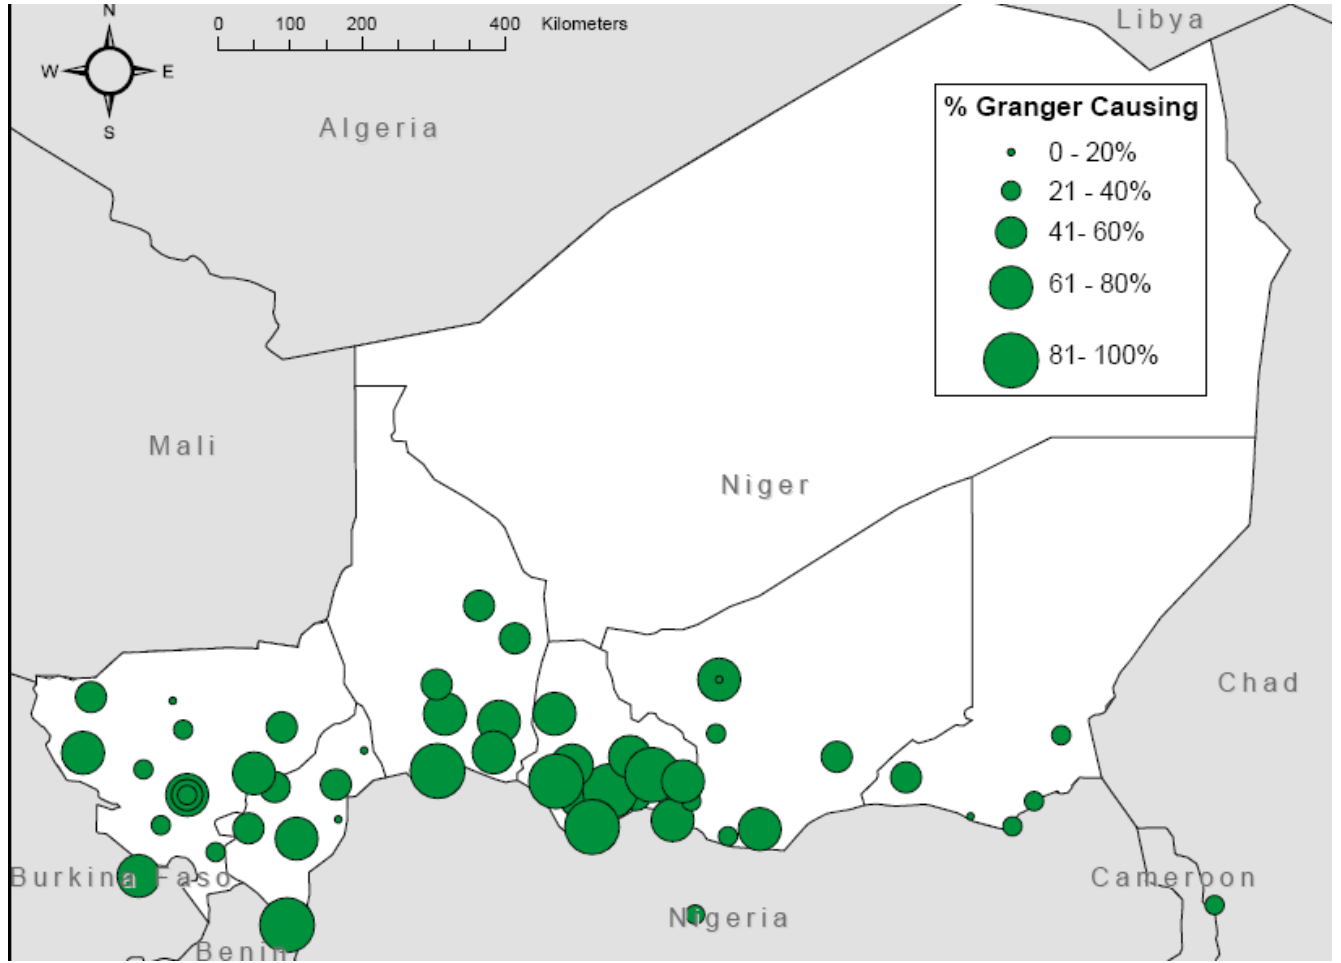 N
W E
S
0 100 200 400 Kilometers
Libya
Algeria
% Granger Causing
0 - 20%
21 - 40%
41- 60%
61 - 80%
81- 100%
Mali
Niger
Chad
Burkina Faso
Cameroon
Nigeria
Benin